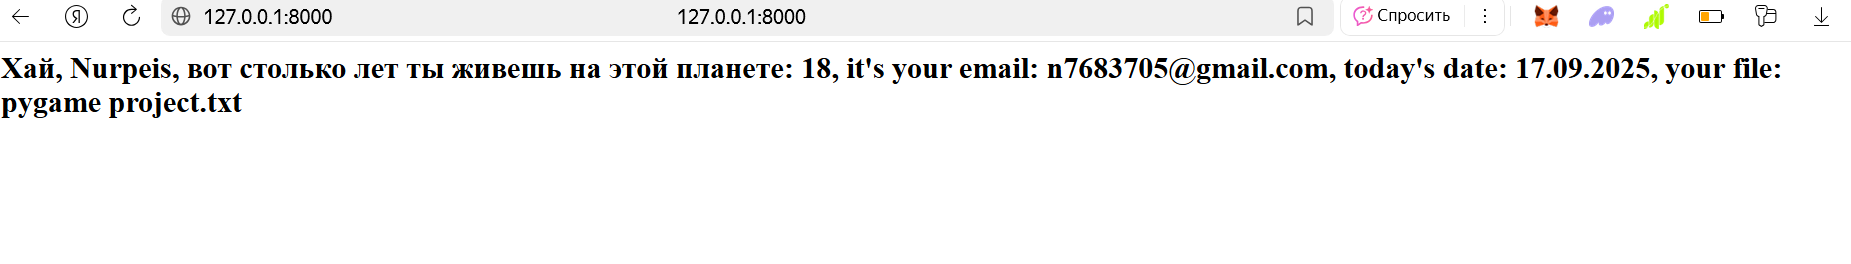 127.0.0.1:8000 127.0.0.1:8000 Спросить
Хай, Nurpeis, вот столько лет ты живешь на этой планете: 18, it's your email: n7683705@gmail.com, today's date: 17.09.2025, your file:
pygame project.txt